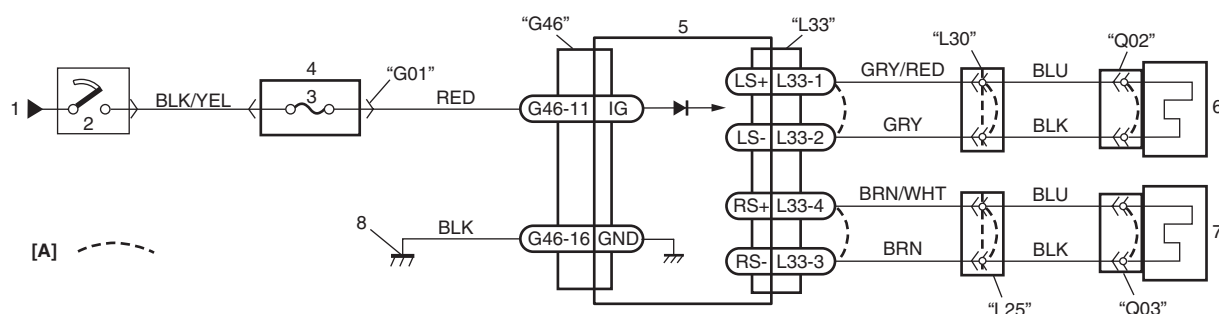 "G46"
5
"L33"
"L30"
"Q02"
4
"G01"
LS+ L33-1
GRY/RED
BLU
1
2
BLK/YEL
3
RED
G46-11 IG
6
LS- L33-2
GRY
BLK
RS+ L33-4
BRN/WHT
BLU
8
BLK
G46-16 GND
7
[A]
RS- L33-3
BRN
BLK
"L25"
"Q03"